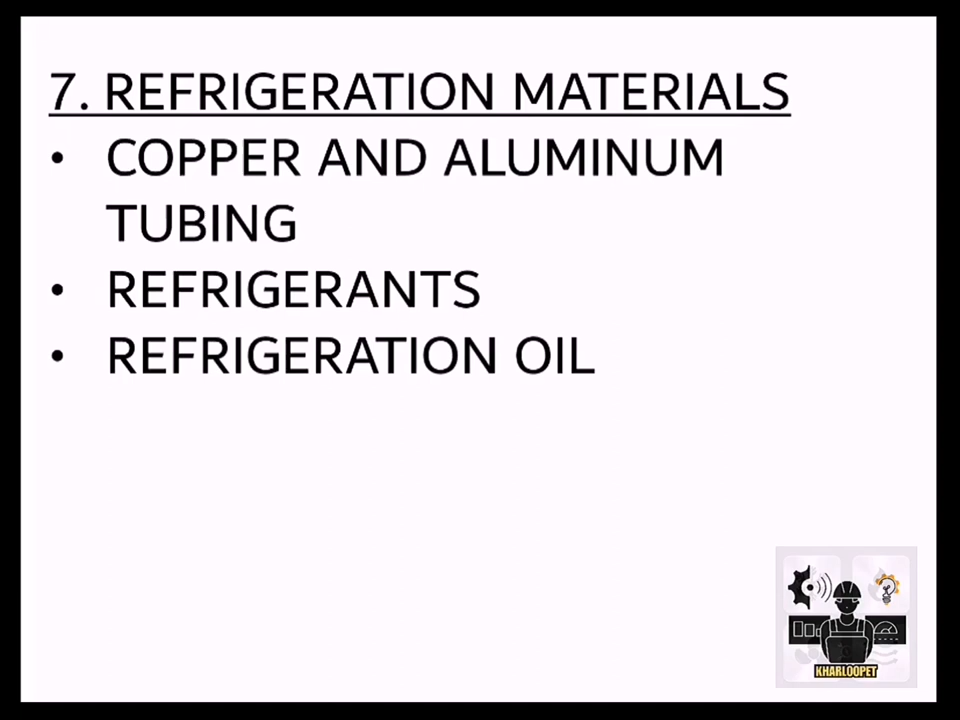 7. REFRIGERATION MATERIALS
• COPPER AND ALUMINUM
TUBING
• REFRIGERANTS
• REFRIGERATION OIL
KHARLOOPET